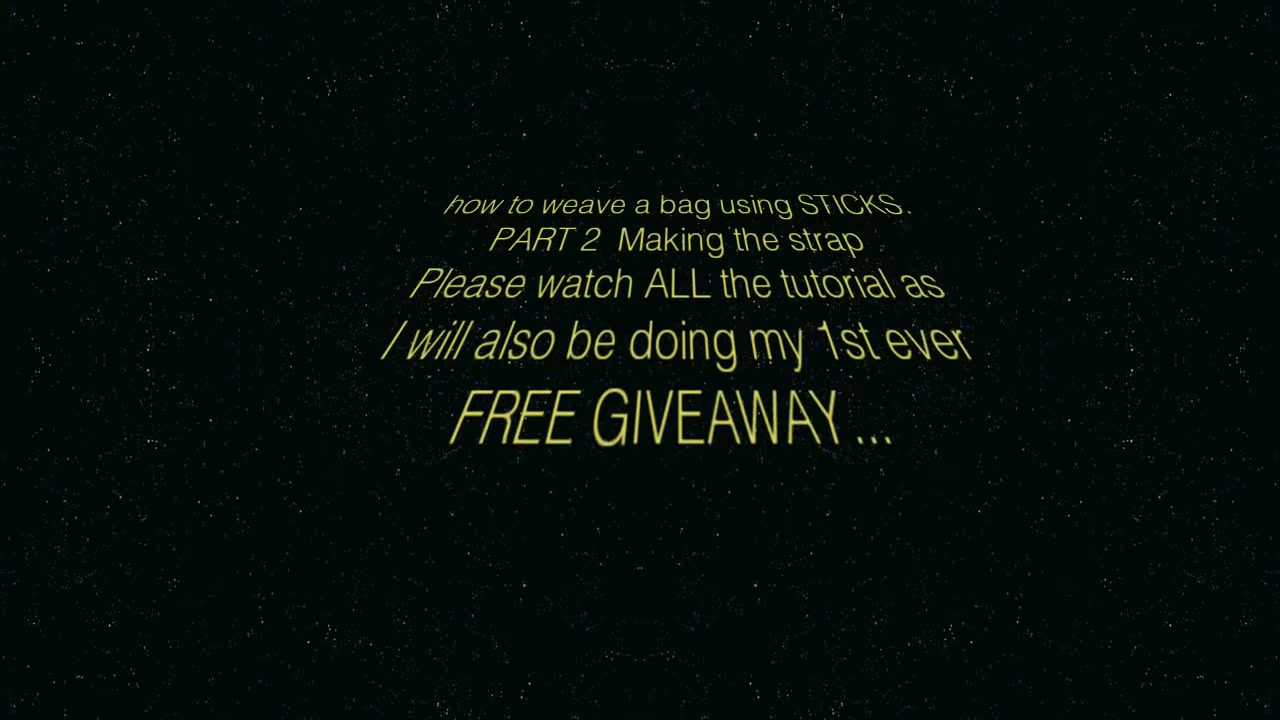 how to weave a bag using STICKS.
PART 2 Making the strap
Please watch ALL the tutorial as
I will also be doing my 1st ever
FREE GIVEAWAY...